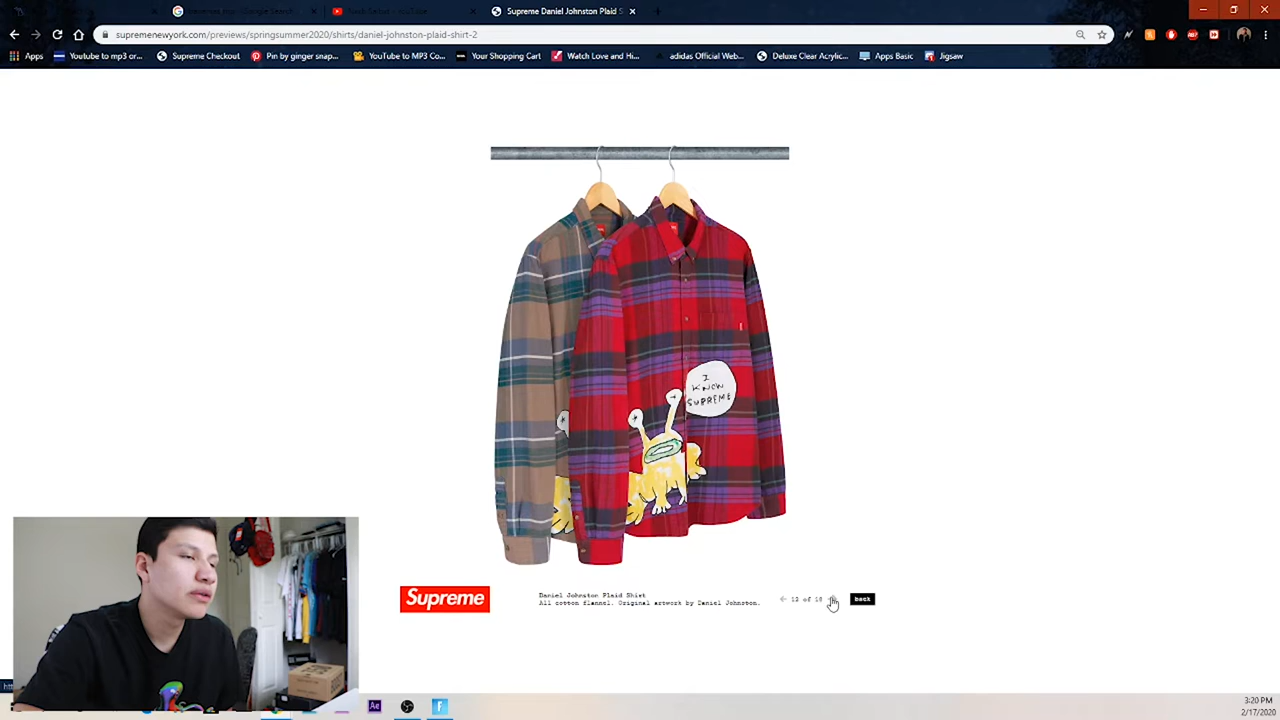 Supreme Daniel Johnston Plaid S
supremenewyork.com/previews/springsummer2020/shirts/daniel-johnston-plaid-shirt-2
Apps
Youtube to mp3 or...
Supreme Checkout
Pin by ginger snap...
YouTube to MP3 Co...
Your Shopping Cart
Watch Love and Hi...
adidas Official Web...
Deluxe Clear Acrylic...
Apps Basic
Jigsaw
I
KNOW
SUPREME
Supreme
Daniel Johnston Plaid Shirt
All cotton flannel. Original artwork by Daniel Johnston.
back
Ae
3:20 PM
2/17/2020